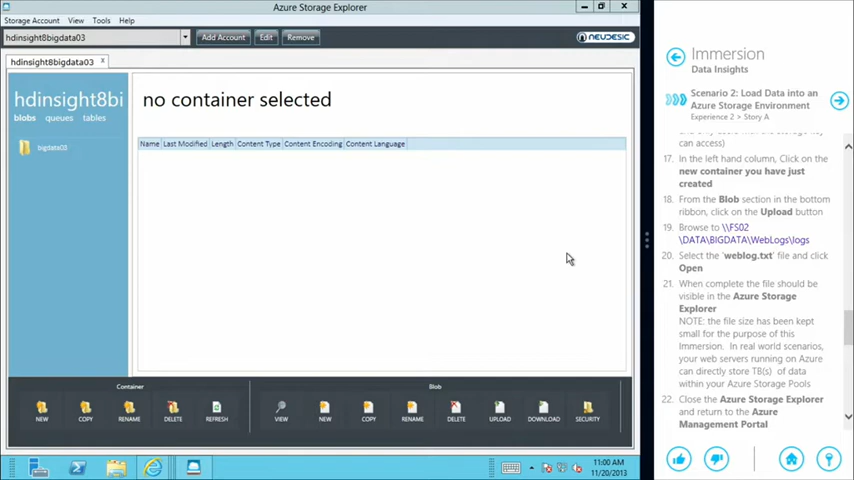 Azure Storage Explorer
Storage Account View Tools Help
hdinsight8bigdata03
Add Account Edit Remove
NEUDESIC
hdinsight8bigdata03 x
hdinsight8bi
blobs queues tables
bigdata03
no container selected
Name Last Modified Length Content Type Content Encoding Content Language
Container
NEW COPY RENAME DELETE REFRESH
Blob
VIEW NEW COPY RENAME DELETE UPLOAD DOWNLOAD SECURITY
11:00 AM
11/20/2013
Immersion
Data Insights
Scenario 2: Load Data into an
Azure Storage Environment
Experience 2 > Story A
can access)
17. In the left hand column, Click on the
new container you have just
created
18. From the Blob section in the bottom
ribbon, click on the Upload button
19. Browse to \\FS02
\DATA\BIGDATA\WebLogs\logs
20. Select the 'weblog.txt' file and click
Open
21. When complete the file should be
visible in the Azure Storage
Explorer
NOTE: the file size has been kept
small for the purpose of this
Immersion. In real world scenarios,
your web servers running on Azure
can directly store TB(s) of data
within your Azure Storage Pools
22. Close the Azure Storage Explorer
and return to the Azure
Management Portal